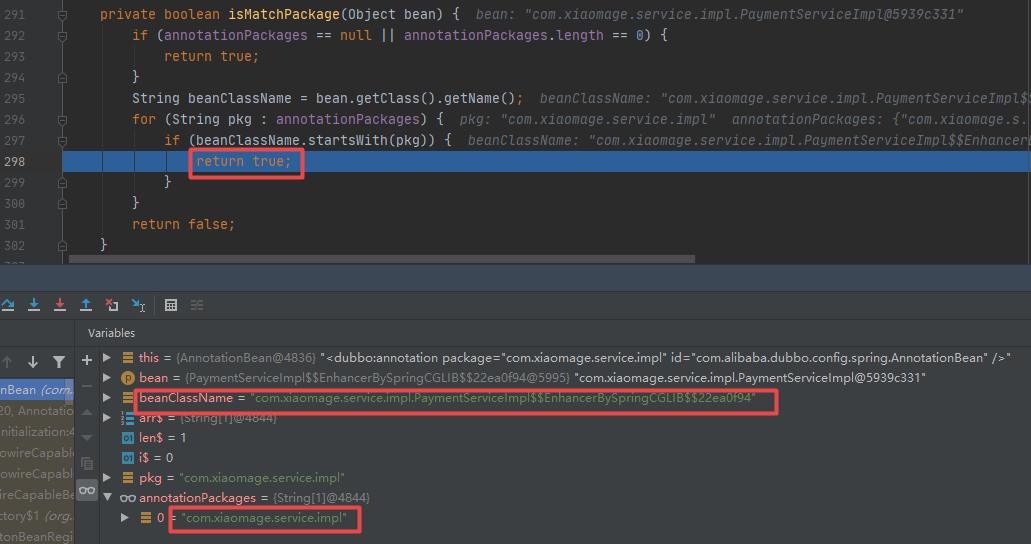 291 private boolean isMatchPackage(Object bean) { bean: "com.xiaomage.service.impl.PaymentServiceImpl@5939c331"
292 if (annotationPackages == null || annotationPackages.length == 0) {
293 return true;
294 }
295 String beanClassName = bean.getClass().getName(); beanClassName: "com.xiaomage.service.impl.PaymentServiceImpl$
296 for (String pkg : annotationPackages) { pkg: "com.xiaomage.service.impl" annotationPackages: {"com.xiaomage.s.
297 if (beanClassName.startsWith(pkg)) { beanClassName: "com.xiaomage.service.impl.PaymentServiceImpl$$EnhancerB
298 return true;
299 }
300 }
301 return false;
302 }
Variables
this = {AnnotationBean@4836} "<dubbo:annotation package="com.xiaomage.service.impl" id="com.alibaba.dubbo.config.spring.AnnotationBean" />"
onBean (com.
bean = {PaymentServiceImpl$$EnhancerBySpringCGLIB$$22ea0f94@5995} "com.xiaomage.service.impl.PaymentServiceImpl@5939c331"
beanClassName = "com.xiaomage.service.impl.PaymentServiceImpl$$EnhancerBySpringCGLIB$$22ea0f94"
20, Annotatio
arr$ = {String[1]@4844}
nitialization:4
len$ = 1
owireCapab
i$ = 0
owireCapab
pkg = "com.xiaomage.service.impl"
ireCapableBe
annotationPackages = {String[1]@4844}
ctory$1 (org.
0 = "com.xiaomage.service.impl"
tonBeanRegi